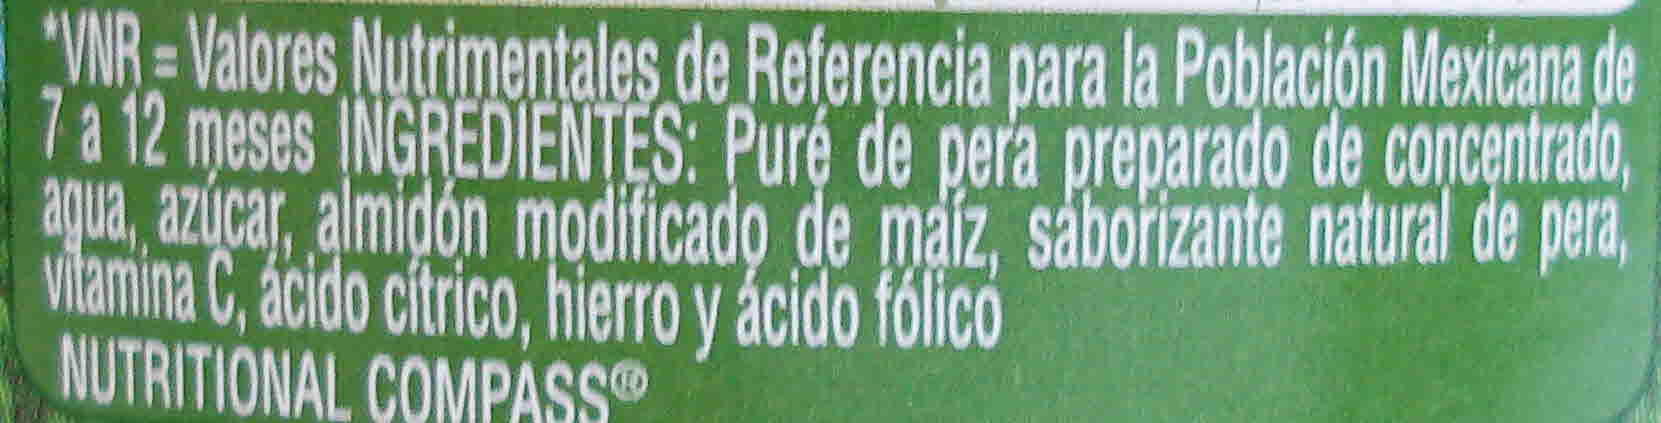 *VNR = Valores Nutrimentales de Referencia para la Población Mexicana de
7 a 12 meses INGREDIENTES: Puré de pera preparado de concentrado,
agua, azúcar, almidón modificado de maíz, saborizante natural de pera,
vitamina C, ácido cítrico, hierro y ácido fólico
NUTRITIONAL COMPASS®